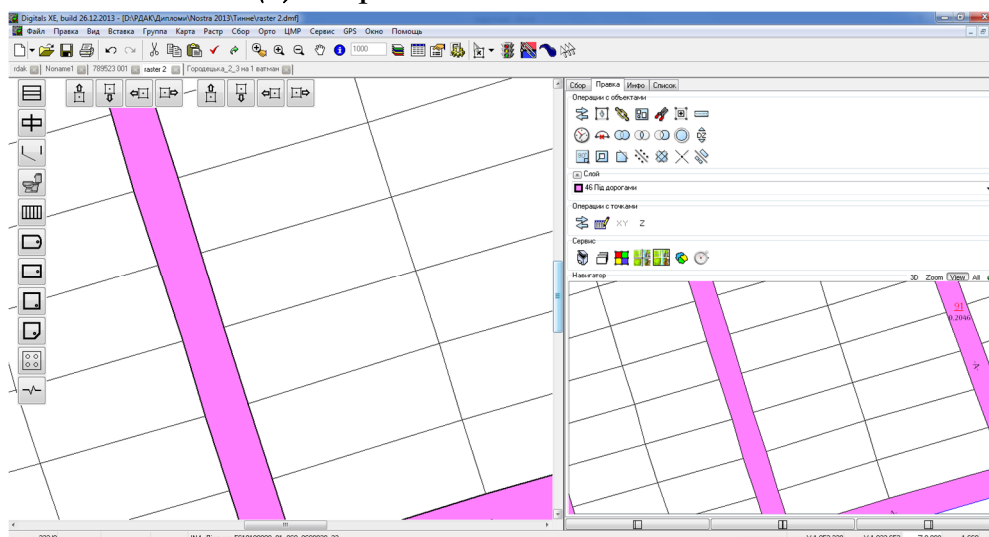 Digitals XE, build 26.12.2013 - [D:\РДАК\Дипломи\Nostra 2013\Тинне\raster 2.dmf]
Файл Правка Вид Вставка Группа Карта Растр Сбор Орто ЦМР Сервис GPS Окно Помощь
1000
rdak Noname1 789523 001 raster 2 Городецька_2_3 на 1 ватман
Сбор Правка Инфо Список
Операции с объектами
Слой
46 Під дорогами
Операции с точками
XY Z
Сервис
Навигатор
3D Zoom View All
91
0.2046